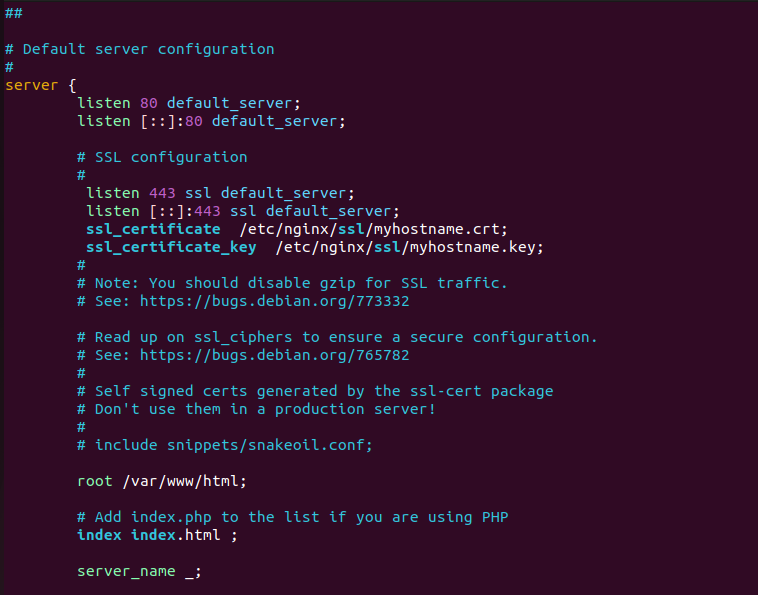 ##
# Default server configuration
#
server {
listen 80 default_server;
listen [::]:80 default_server;
# SSL configuration
#
listen 443 ssl default_server;
listen [::]:443 ssl default_server;
ssl_certificate  /etc/nginx/ssl/myhostname.crt;
ssl_certificate_key  /etc/nginx/ssl/myhostname.key;
#
# Note: You should disable gzip for SSL traffic.
# See: https://bugs.debian.org/773332
# Read up on ssl_ciphers to ensure a secure configuration.
# See: https://bugs.debian.org/765782
#
# Self signed certs generated by the ssl-cert package
# Don't use them in a production server!
#
# include snippets/snakeoil.conf;
root /var/www/html;
# Add index.php to the list if you are using PHP
index index.html ;
server_name _;